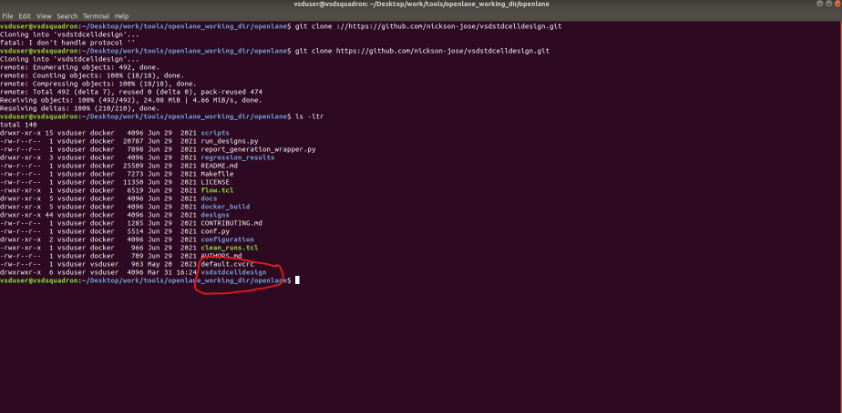 vsduser@vsdsquadron: ~/Desktop/work/tools/openlane_working_dir/openlane
File Edit View Search Terminal Help
vsduser@vsdsquadron:~/Desktop/work/tools/openlane_working_dir/openlane$ git clone ://https://github.com/nickson-jose/vsdstdcelldesign.git
Cloning into 'vsdstdcelldesign'...
fatal: I don't handle protocol ''
vsduser@vsdsquadron:~/Desktop/work/tools/openlane_working_dir/openlane$ git clone https://github.com/nickson-jose/vsdstdcelldesign.git
Cloning into 'vsdstdcelldesign'...
remote: Enumerating objects: 492, done.
remote: Counting objects: 100% (18/18), done.
remote: Compressing objects: 100% (18/18), done.
remote: Total 492 (delta 7), reused 0 (delta 0), pack-reused 474
Receiving objects: 100% (492/492), 24.08 MiB | 4.66 MiB/s, done.
Resolving deltas: 100% (210/210), done.
vsduser@vsdsquadron:~/Desktop/work/tools/openlane_working_dir/openlane$ ls -ltr
total 140
drwxr-xr-x 15 vsduser docker 4096 Jun 29 2021 scripts
-rw-r--r-- 1 vsduser docker 20787 Jun 29 2021 run_designs.py
-rw-r--r-- 1 vsduser docker 7898 Jun 29 2021 report_generation_wrapper.py
drwxr-xr-x 3 vsduser docker 4096 Jun 29 2021 regression_results
-rw-r--r-- 1 vsduser docker 25509 Jun 29 2021 README.md
-rw-r--r-- 1 vsduser docker 7273 Jun 29 2021 Makefile
-rw-r--r-- 1 vsduser docker 11350 Jun 29 2021 LICENSE
-rwxr-xr-x 1 vsduser docker 6519 Jun 29 2021 flow.tcl
drwxr-xr-x 5 vsduser docker 4096 Jun 29 2021 docs
drwxr-xr-x 5 vsduser docker 4096 Jun 29 2021 docker_build
drwxr-xr-x 44 vsduser docker 4096 Jun 29 2021 designs
-rw-r--r-- 1 vsduser docker 1285 Jun 29 2021 CONTRIBUTING.md
-rw-r--r-- 1 vsduser docker 5514 Jun 29 2021 conf.py
drwxr-xr-x 2 vsduser docker 4096 Jun 29 2021 configuration
-rwxr-xr-x 1 vsduser docker 966 Jun 29 2021 clean_runs.tcl
-rw-r--r-- 1 vsduser docker 709 Jun 29 2021 AUTHORS.md
-rw-r--r-- 1 vsduser vsduser 963 May 20 2023 default.cvcrc
drwxrwxr-x 6 vsduser vsduser 4096 Mar 31 16:24 vsdstdcelldesign
vsduser@vsdsquadron:~/Desktop/work/tools/openlane_working_dir/openlane$